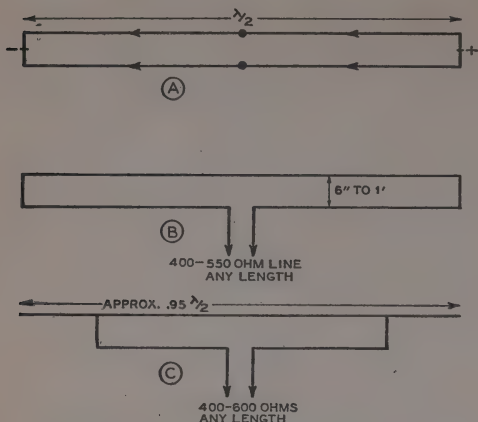 λ/2
- +
A
6" TO 1'
B
400-550 OHM LINE
ANY LENGTH
APPROX. .95 λ/2
C
400-600 OHMS
ANY LENGTH